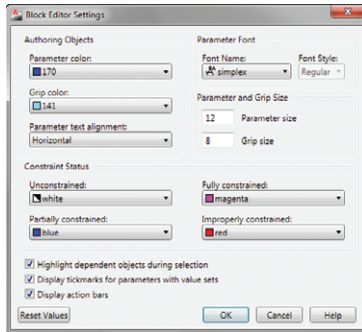 Block Editor Settings
Authoring Objects
Parameter color:
170
Grip color:
141
Parameter text alignment:
Horizontal
Parameter Font
Font Name:
Font Style:
simplex
Regular
Parameter and Grip Size
12
Parameter size
8
Grip size
Constraint Status
Unconstrained:
Fully constrained:
white
magenta
Partially constrained:
Improperly constrained:
blue
red
Highlight dependent objects during selection
Display tickmarks for parameters with value sets
Display action bars
Reset Values
OK
Cancel
Help